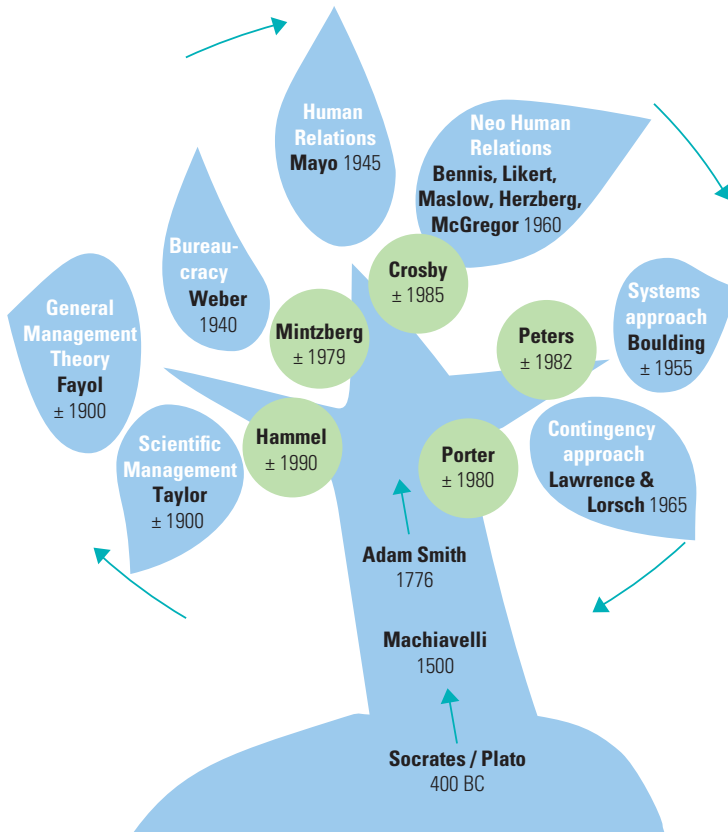 Human
Relations
Mayo 1945
Neo Human
Relations
Bennis, Likert,
Maslow, Herzberg,
McGregor 1960
Bureau-
cracy
Weber
1940
Crosby
± 1985
General
Management
Theory
Fayol
± 1900
Mintzberg
± 1979
Peters
± 1982
Systems
approach
Boulding
± 1955
Scientific
Management
Taylor
± 1900
Hammel
± 1990
Porter
± 1980
Contingency
approach
Lawrence &
Lorsch 1965
Adam Smith
1776
Machiavelli
1500
Socrates / Plato
400 BC